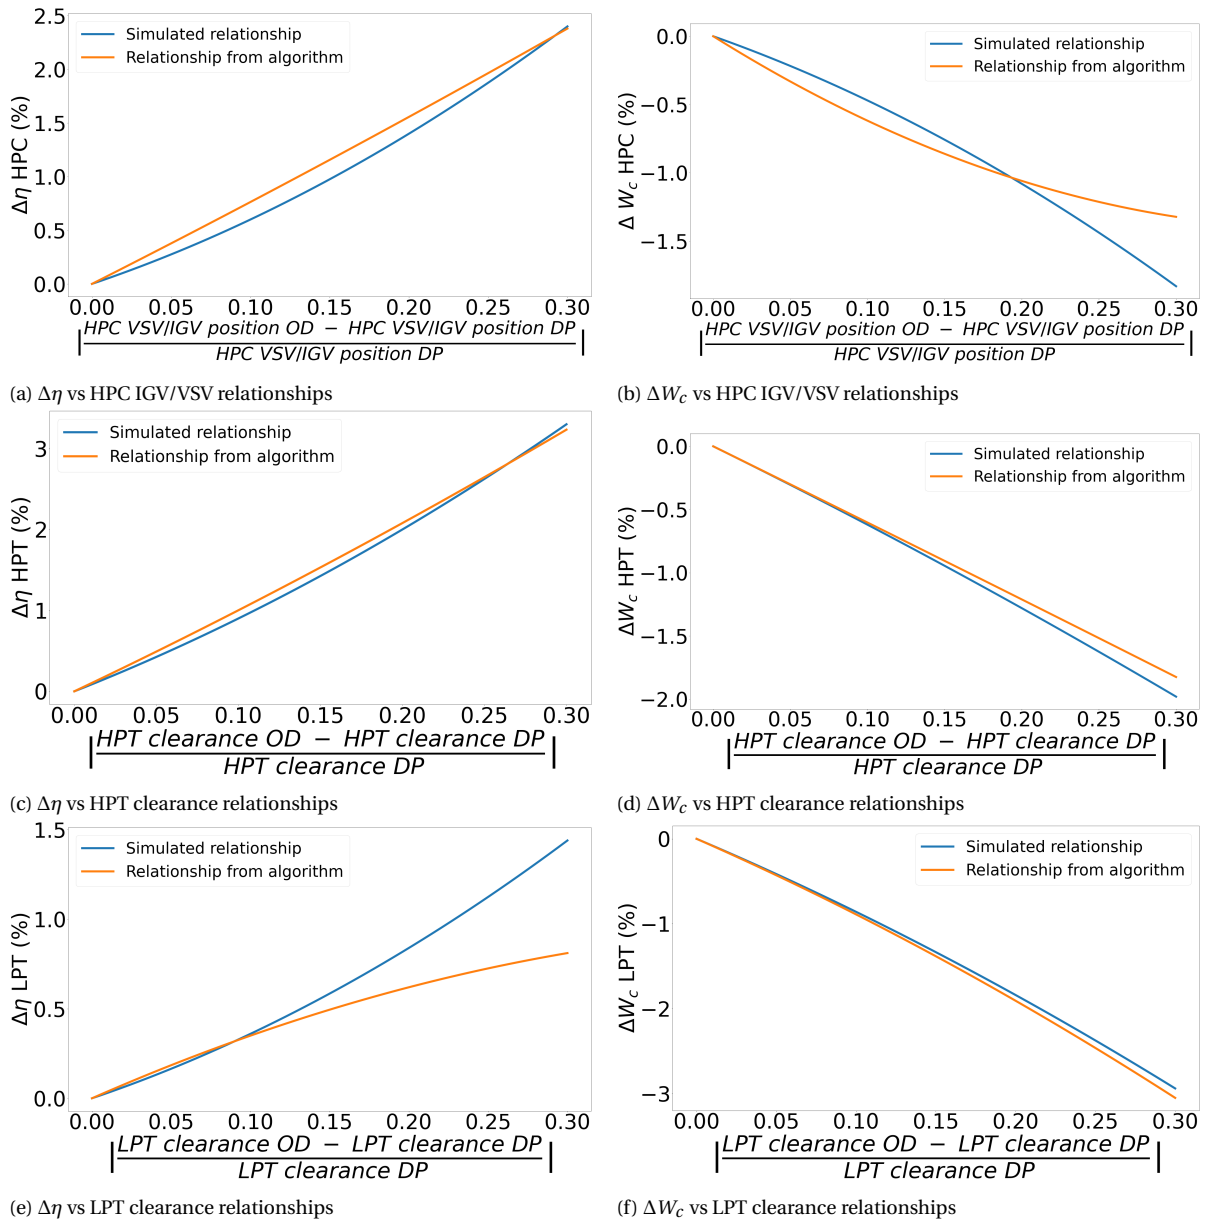 2.5
2.0
1.5
1.0
0.5
0.0
Δη HPC (%)
Simulated relationship
Relationship from algorithm
0.00 0.05 0.10 0.15 0.20 0.25 0.30
| HPC VSV/IGV position OD − HPC VSV/IGV position DP |
HPC VSV/IGV position DP
(a) Δη vs HPC IGV/VSV relationships
0.0
−0.5
−1.0
−1.5
Δ W_c HPC (%)
Simulated relationship
Relationship from algorithm
0.00 0.05 0.10 0.15 0.20 0.25 0.30
| HPC VSV/IGV position OD − HPC VSV/IGV position DP |
HPC VSV/IGV position DP
(b) ΔW_c vs HPC IGV/VSV relationships
3
2
1
0
Δη HPT (%)
Simulated relationship
Relationship from algorithm
0.00 0.05 0.10 0.15 0.20 0.25 0.30
| HPT clearance OD − HPT clearance DP |
HPT clearance DP
(c) Δη vs HPT clearance relationships
0.0
−0.5
−1.0
−1.5
−2.0
ΔW_c HPT (%)
Simulated relationship
Relationship from algorithm
0.00 0.05 0.10 0.15 0.20 0.25 0.30
| HPT clearance OD − HPT clearance DP |
HPT clearance DP
(d) ΔW_c vs HPT clearance relationships
1.5
1.0
0.5
0.0
Δη LPT (%)
Simulated relationship
Relationship from algorithm
0.00 0.05 0.10 0.15 0.20 0.25 0.30
| LPT clearance OD − LPT clearance DP |
LPT clearance DP
(e) Δη vs LPT clearance relationships
0
−1
−2
−3
ΔW_c LPT (%)
Simulated relationship
Relationship from algorithm
0.00 0.05 0.10 0.15 0.20 0.25 0.30
| LPT clearance OD − LPT clearance DP |
LPT clearance DP
(f) ΔW_c vs LPT clearance relationships